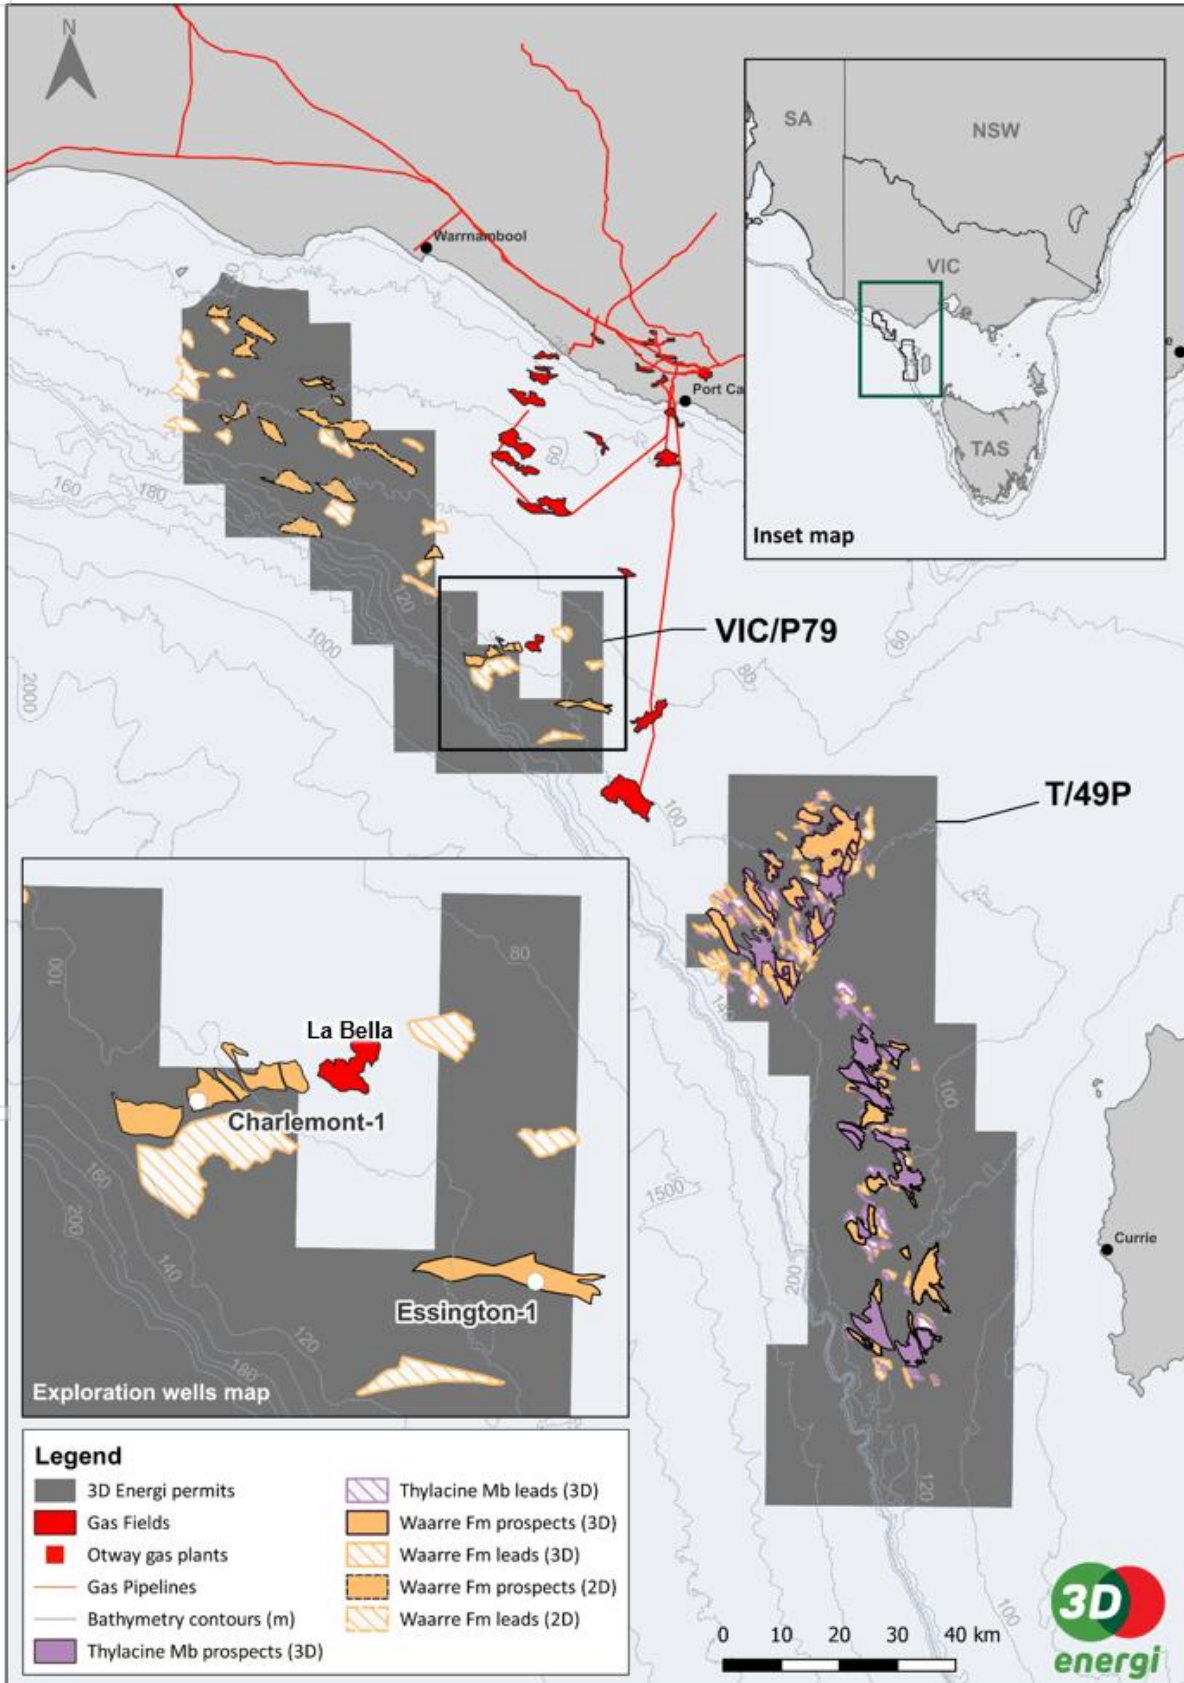 N
SA
NSW
VIC
TAS
Inset map
Warrnambool
Port Ca
e
60
160
180
120
1000
2000
VIC/P79
60
80
100
T/49P
140
100
1500
200
Currie
120
100
100
80
La Bella
Charlemont-1
160
200
140
Essington-1
120
180
Exploration wells map
Legend
3D Energi permits
Gas Fields
Otway gas plants
Gas Pipelines
Bathymetry contours (m)
Thylacine Mb prospects (3D)
Thylacine Mb leads (3D)
Waarre Fm prospects (3D)
Waarre Fm leads (3D)
Waarre Fm prospects (2D)
Waarre Fm leads (2D)
0 10 20 30 40 km
3D
energi